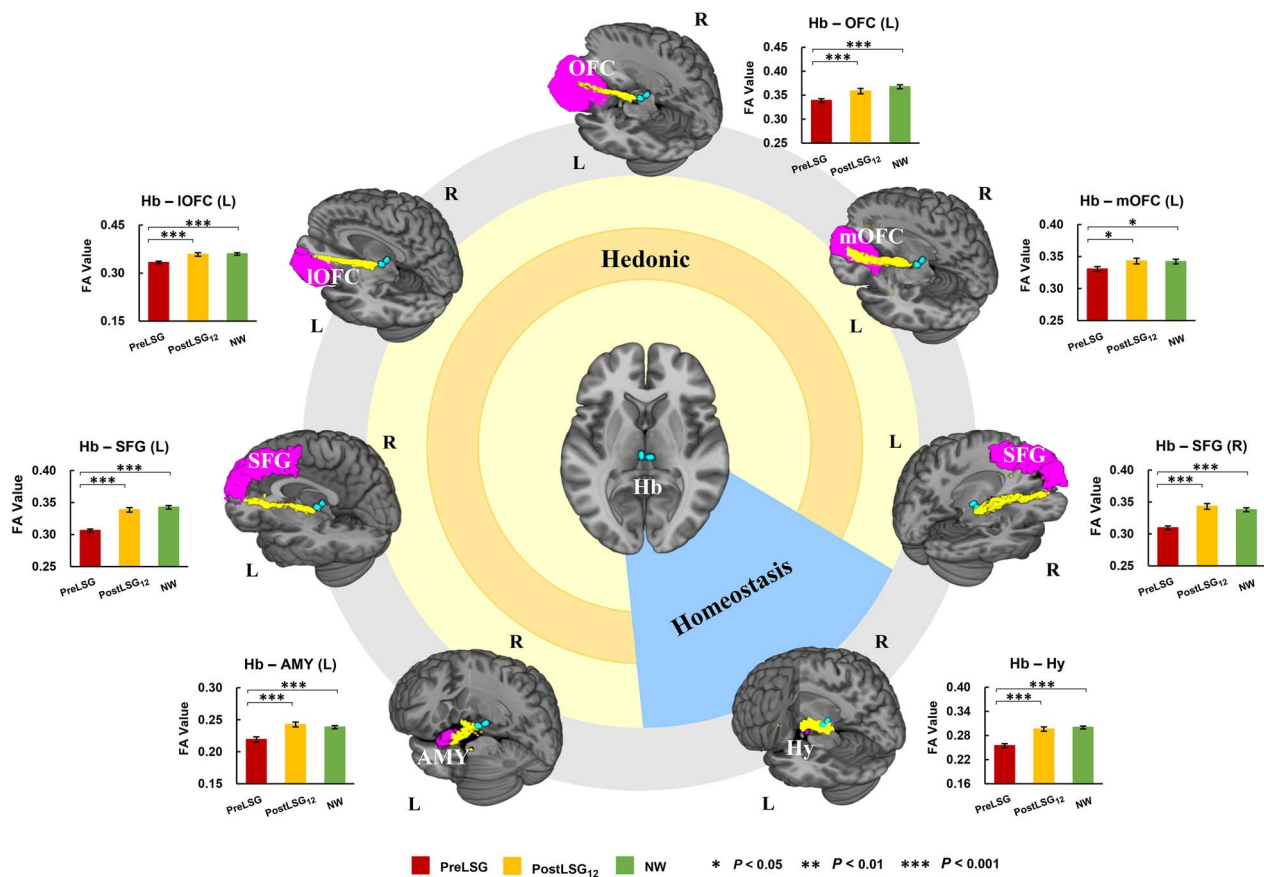 R
Hb – OFC (L)
0.45
***
OFC
***
FA Value
0.35
0.25
PreLSG
PostLSG12
NW
L
R
Hb – lOFC (L)
0.45
***
***
FA Value
0.30
0.15
PreLSG
PostLSG12
NW
lOFC
L
R
mOFC
L
Hb – mOFC (L)
0.40
*
*
FA Value
0.35
0.30
0.25
PreLSG
PostLSG12
NW
Hedonic
Hb
Homeostasis
Hb – SFG (L)
0.40
***
***
FA Value
0.35
0.30
0.25
PreLSG
PostLSG12
NW
R
SFG
L
L
SFG
R
Hb – SFG (R)
0.40
***
***
FA Value
0.35
0.30
0.25
PreLSG
PostLSG12
NW
Hb – AMY (L)
0.30
***
***
FA Value
0.25
0.20
0.15
PreLSG
PostLSG12
NW
R
AMY
L
R
Hy
L
Hb – Hy
0.40
***
***
FA Value
0.34
0.28
0.22
0.16
PreLSG
PostLSG12
NW
PreLSG PostLSG12 NW * P < 0.05 ** P < 0.01 *** P < 0.001